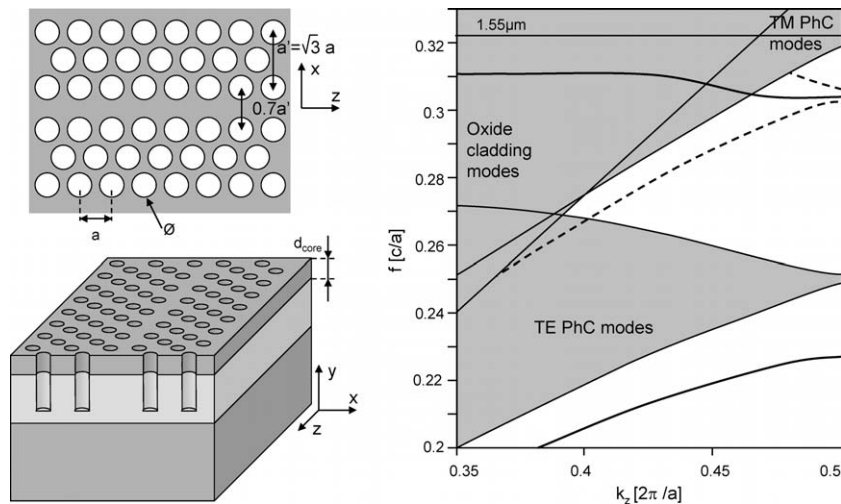 a'=√3 a
x
z
0.7a'
a
Ø
d_core
y
x
z
1.55µm
TM PhC
modes
Oxide
cladding
modes
TE PhC modes
f [c/a]
0.32
0.3
0.28
0.26
0.24
0.22
0.2
0.35
0.4
0.45
0.5
k_z [2π /a]